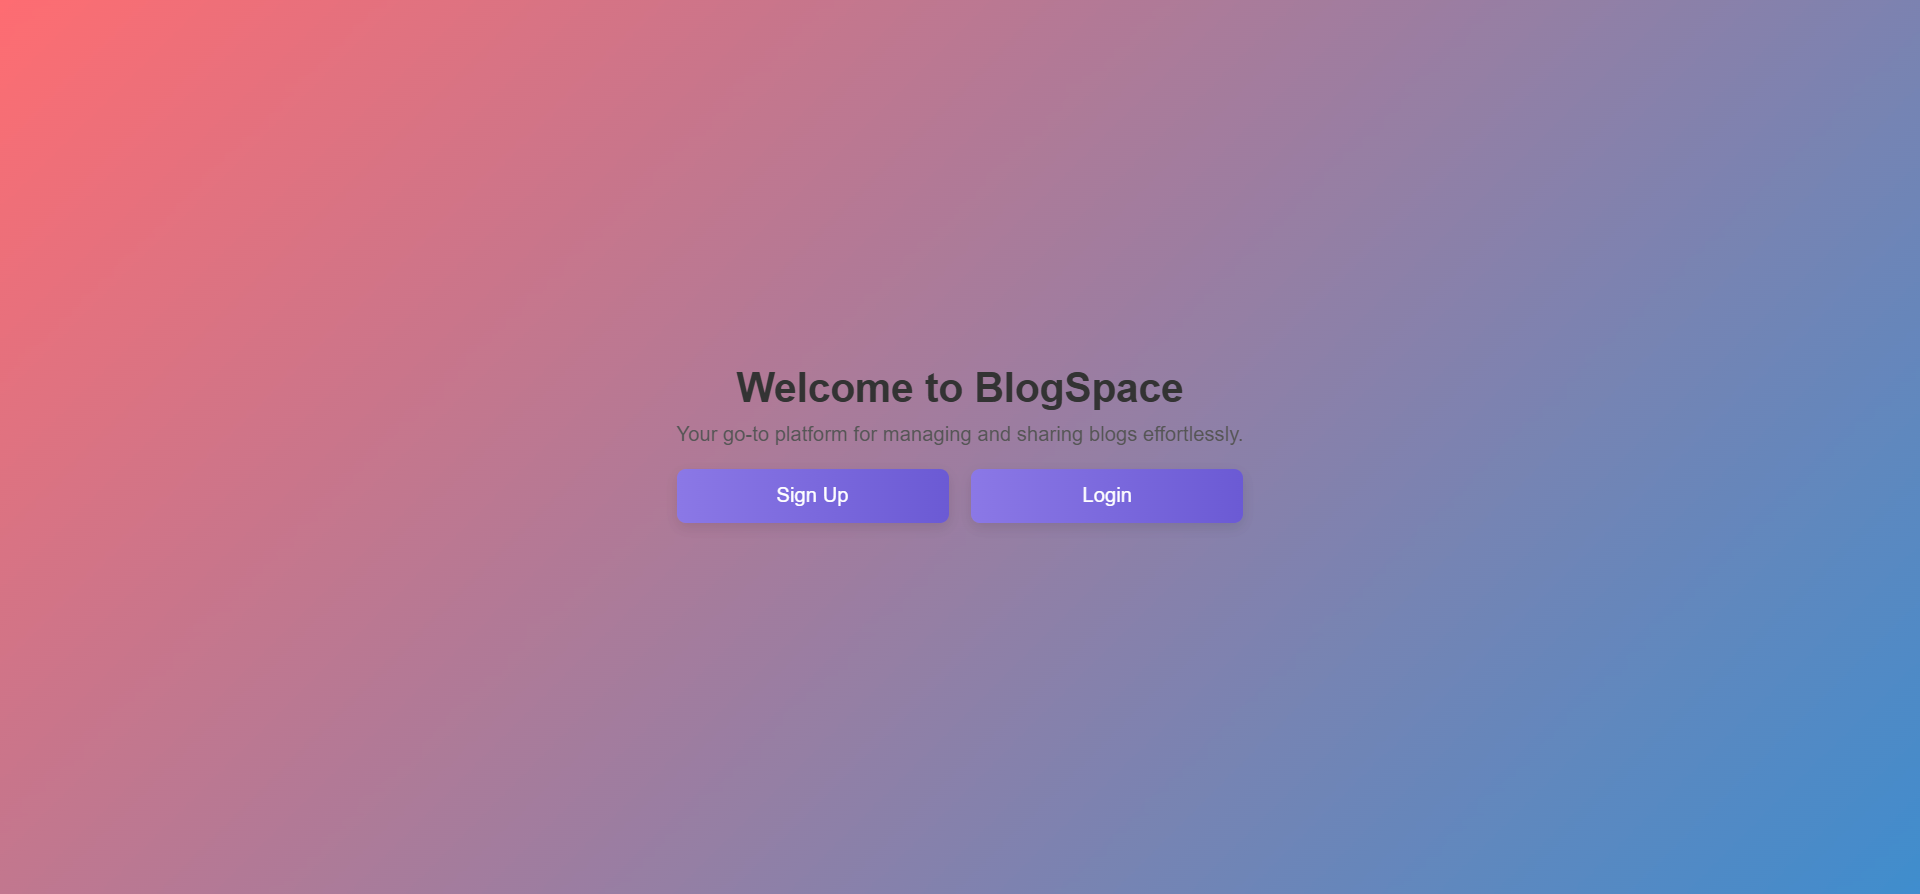 Welcome to BlogSpace
Your go-to platform for managing and sharing blogs effortlessly.
Sign Up
Login